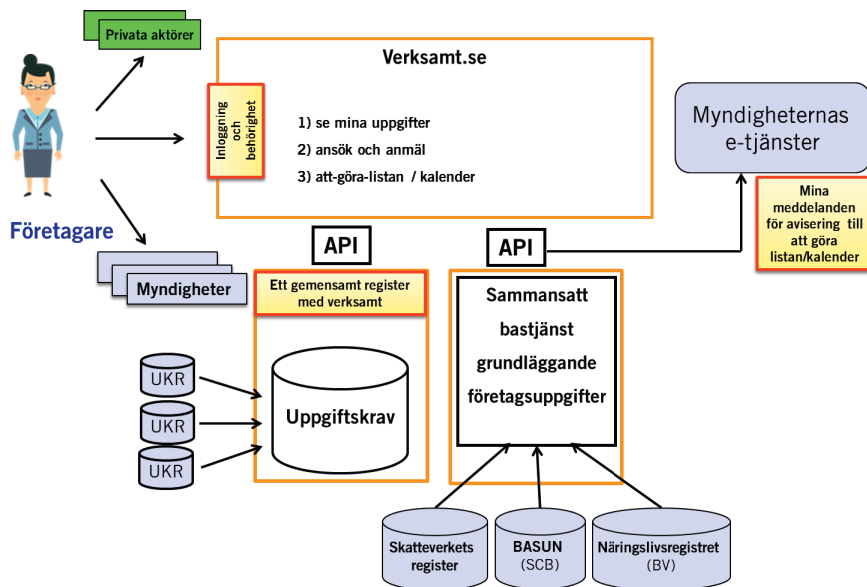 Privata aktörer
Verksamt.se
Inloggning
och
behörighet
1) se mina uppgifter
2) ansök och anmäl
3) att-göra-listan / kalender
Myndigheternas
e-tjänster
Mina
meddelanden
för avisering till
att göra
listan/kalender
Företagare
Myndigheter
API
API
Ett gemensamt register
med verksamt
Sammansatt
bastjänst
grundläggande
företagsuppgifter
UKR
UKR
UKR
Uppgiftskrav
Skatteverkets
register
BASUN
(SCB)
Näringslivsregistret
(BV)